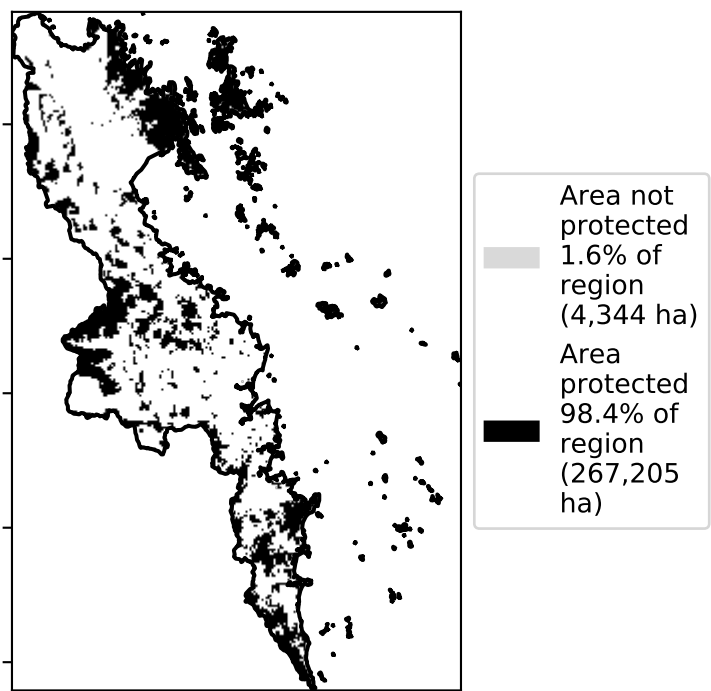 Area not
protected
1.6% of
region
(4,344 ha)
Area
protected
98.4% of
region
(267,205
ha)